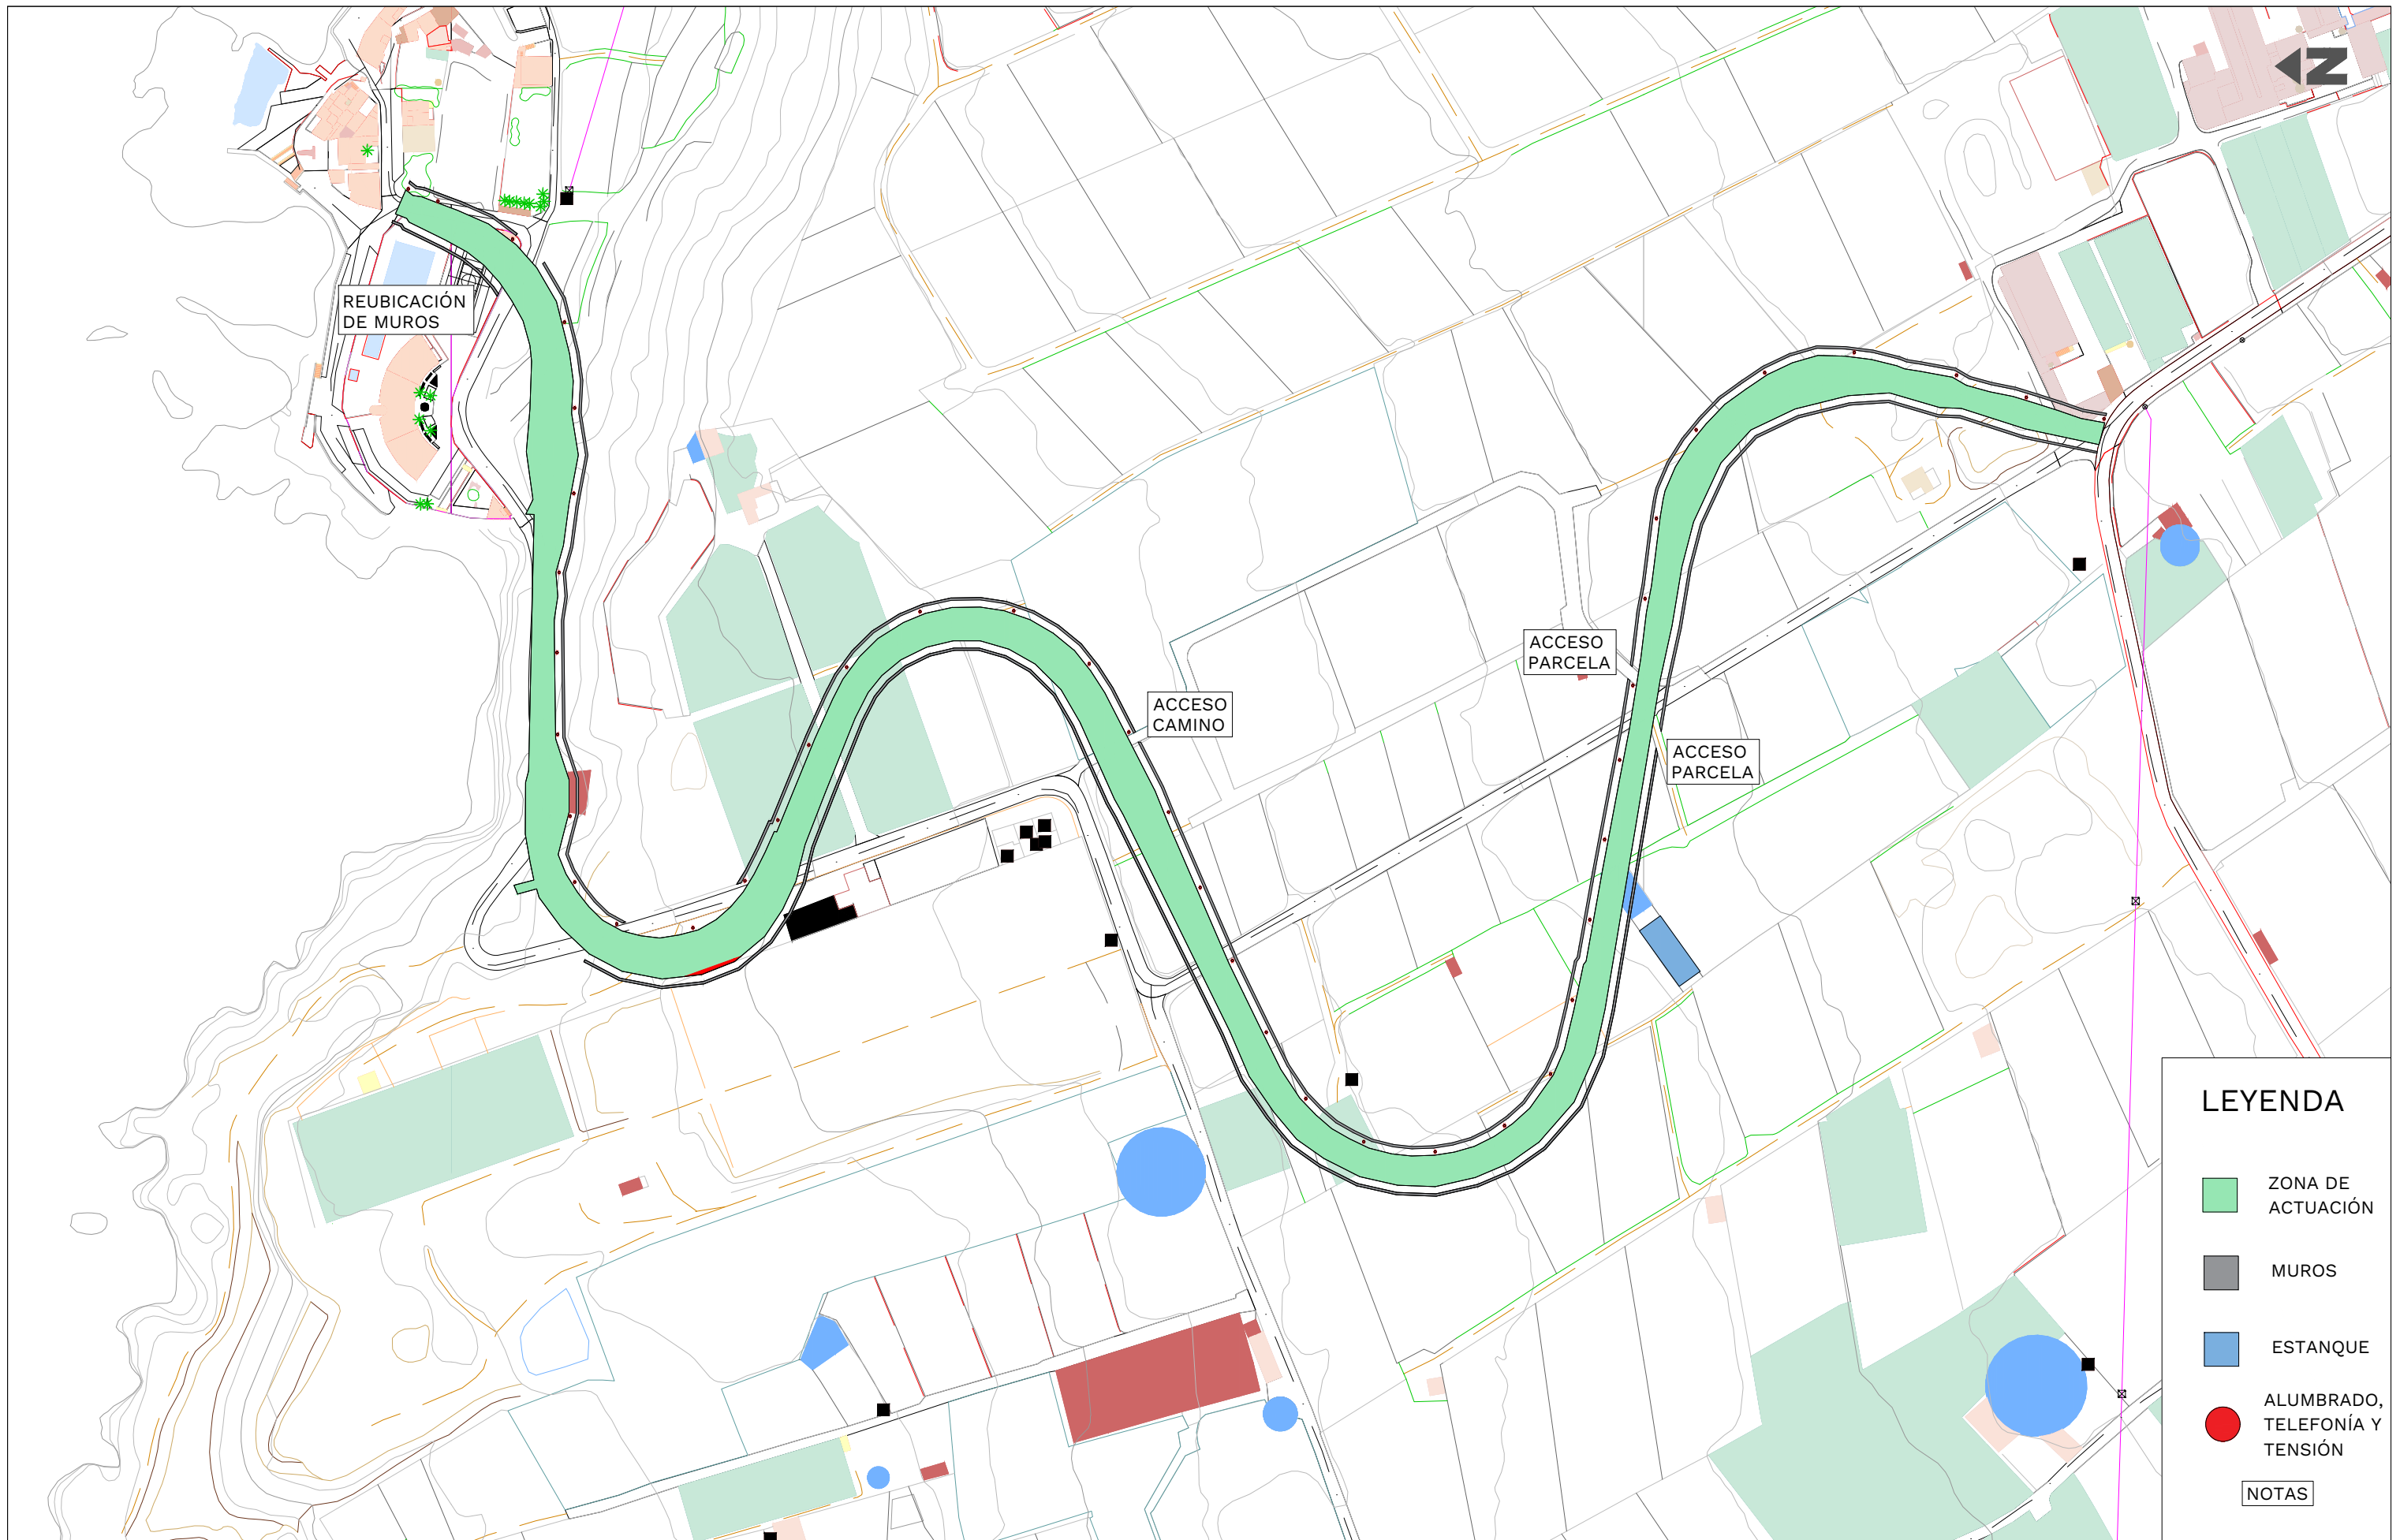 N
REUBICACIÓN
DE MUROS
ACCESO
PARCELA
ACCESO
CAMINO
ACCESO
PARCELA
LEYENDA
ZONA DE
ACTUACIÓN
MUROS
ESTANQUE
ALUMBRADO,
TELEFONÍA Y
TENSIÓN
NOTAS